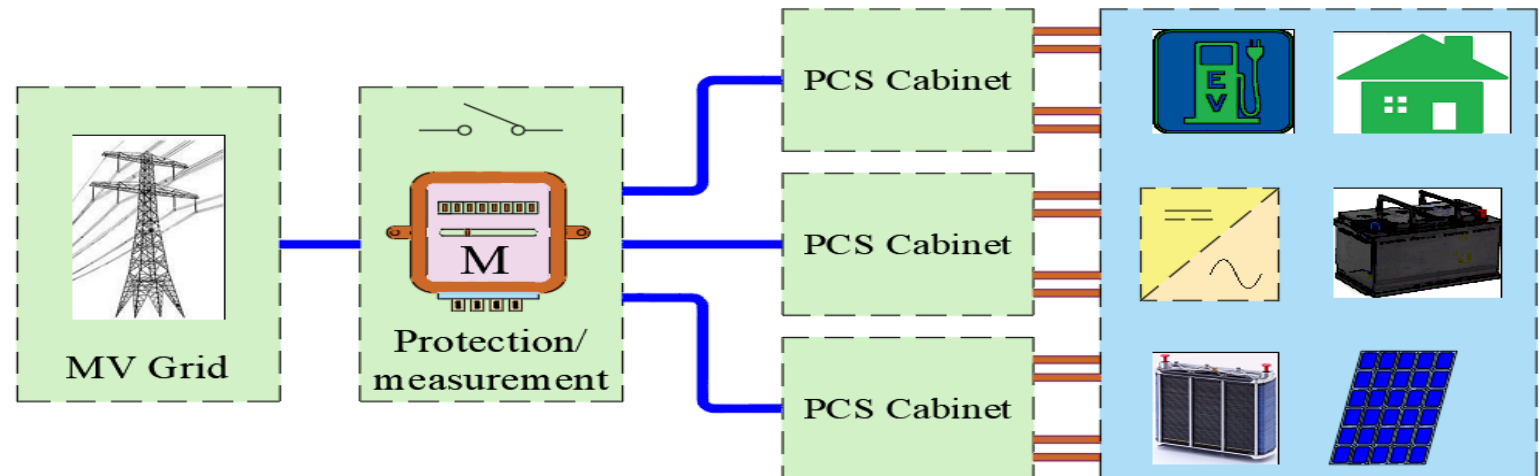 MV Grid
M
Protection/
measurement
PCS Cabinet
PCS Cabinet
PCS Cabinet
EV